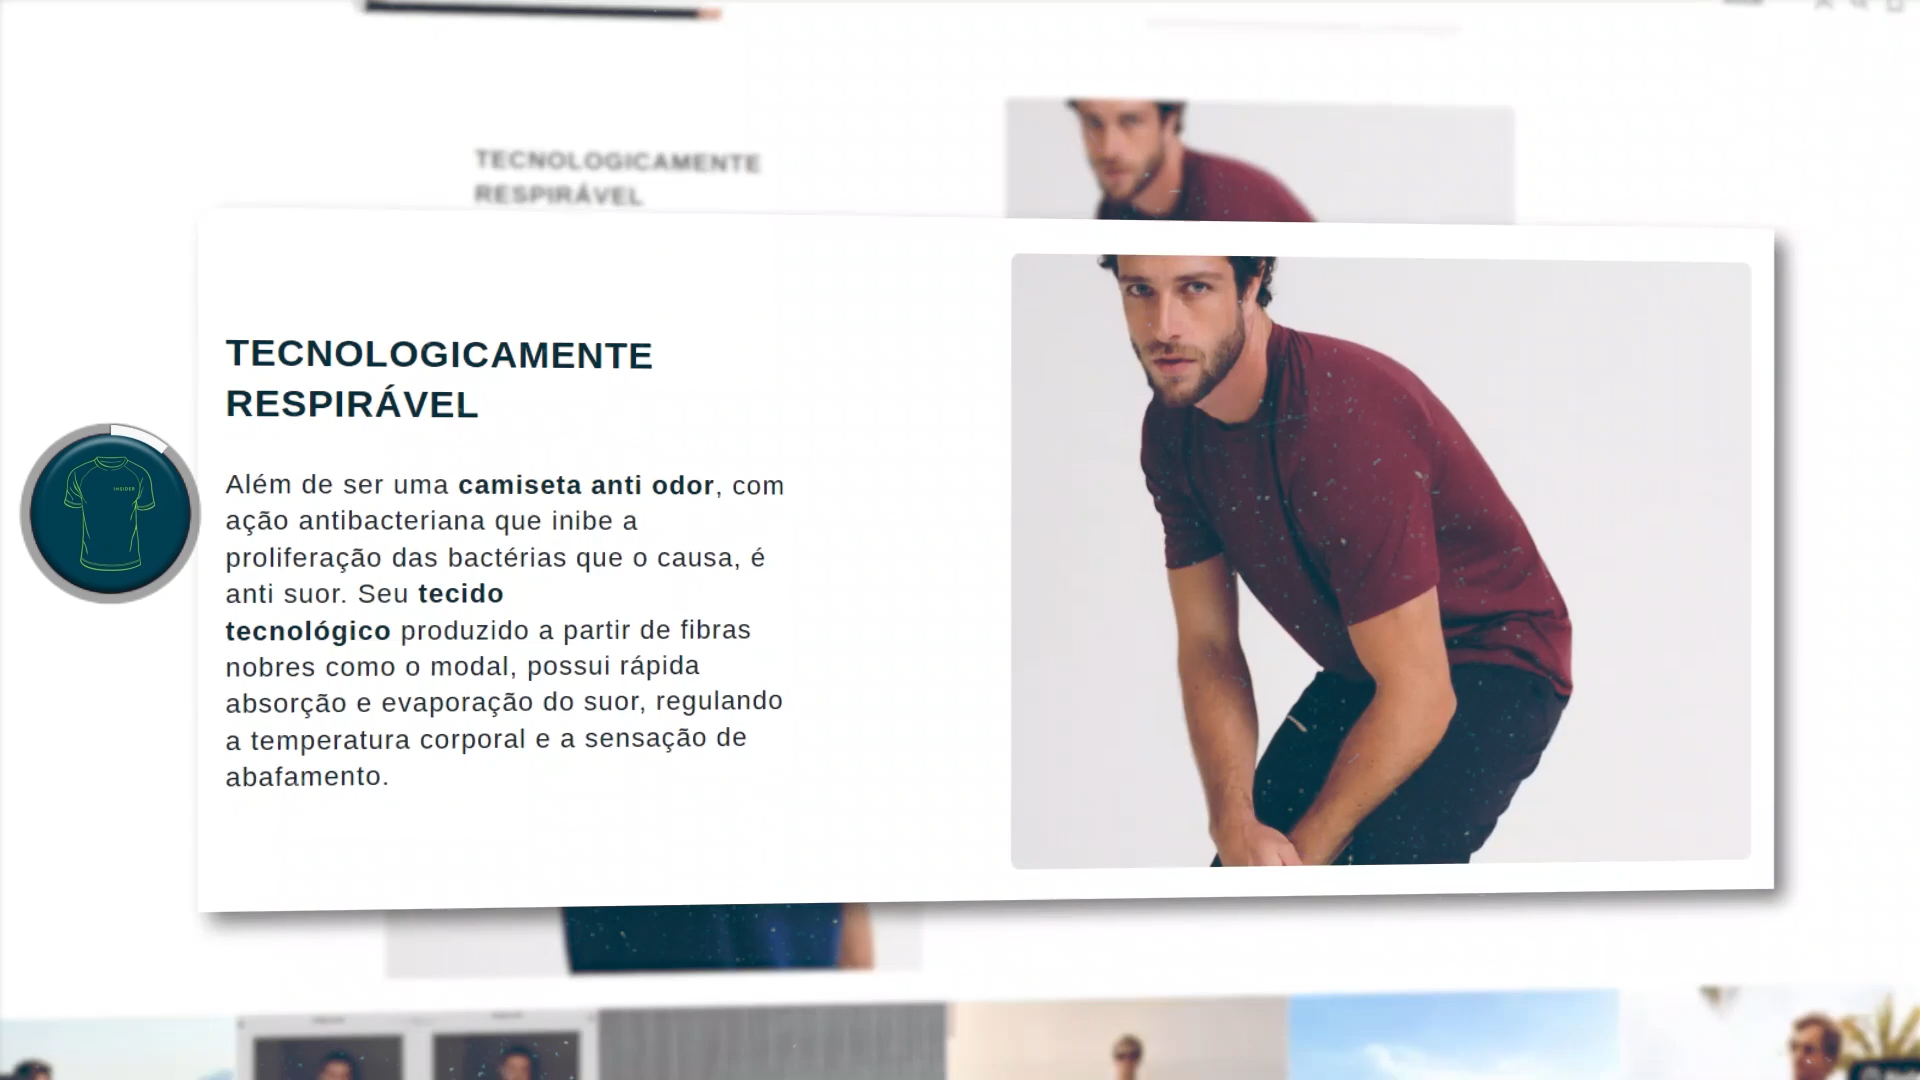 TECNOLOGICAMENTE
RESPIRÁVEL
TECNOLOGICAMENTE
RESPIRÁVEL
Além de ser uma camiseta anti odor, com
ação antibacteriana que inibe a
proliferação das bactérias que o causa, é
anti suor. Seu tecido
tecnológico produzido a partir de fibras
nobres como o modal, possui rápida
absorção e evaporação do suor, regulando
a temperatura corporal e a sensação de
abafamento.
INSIDER